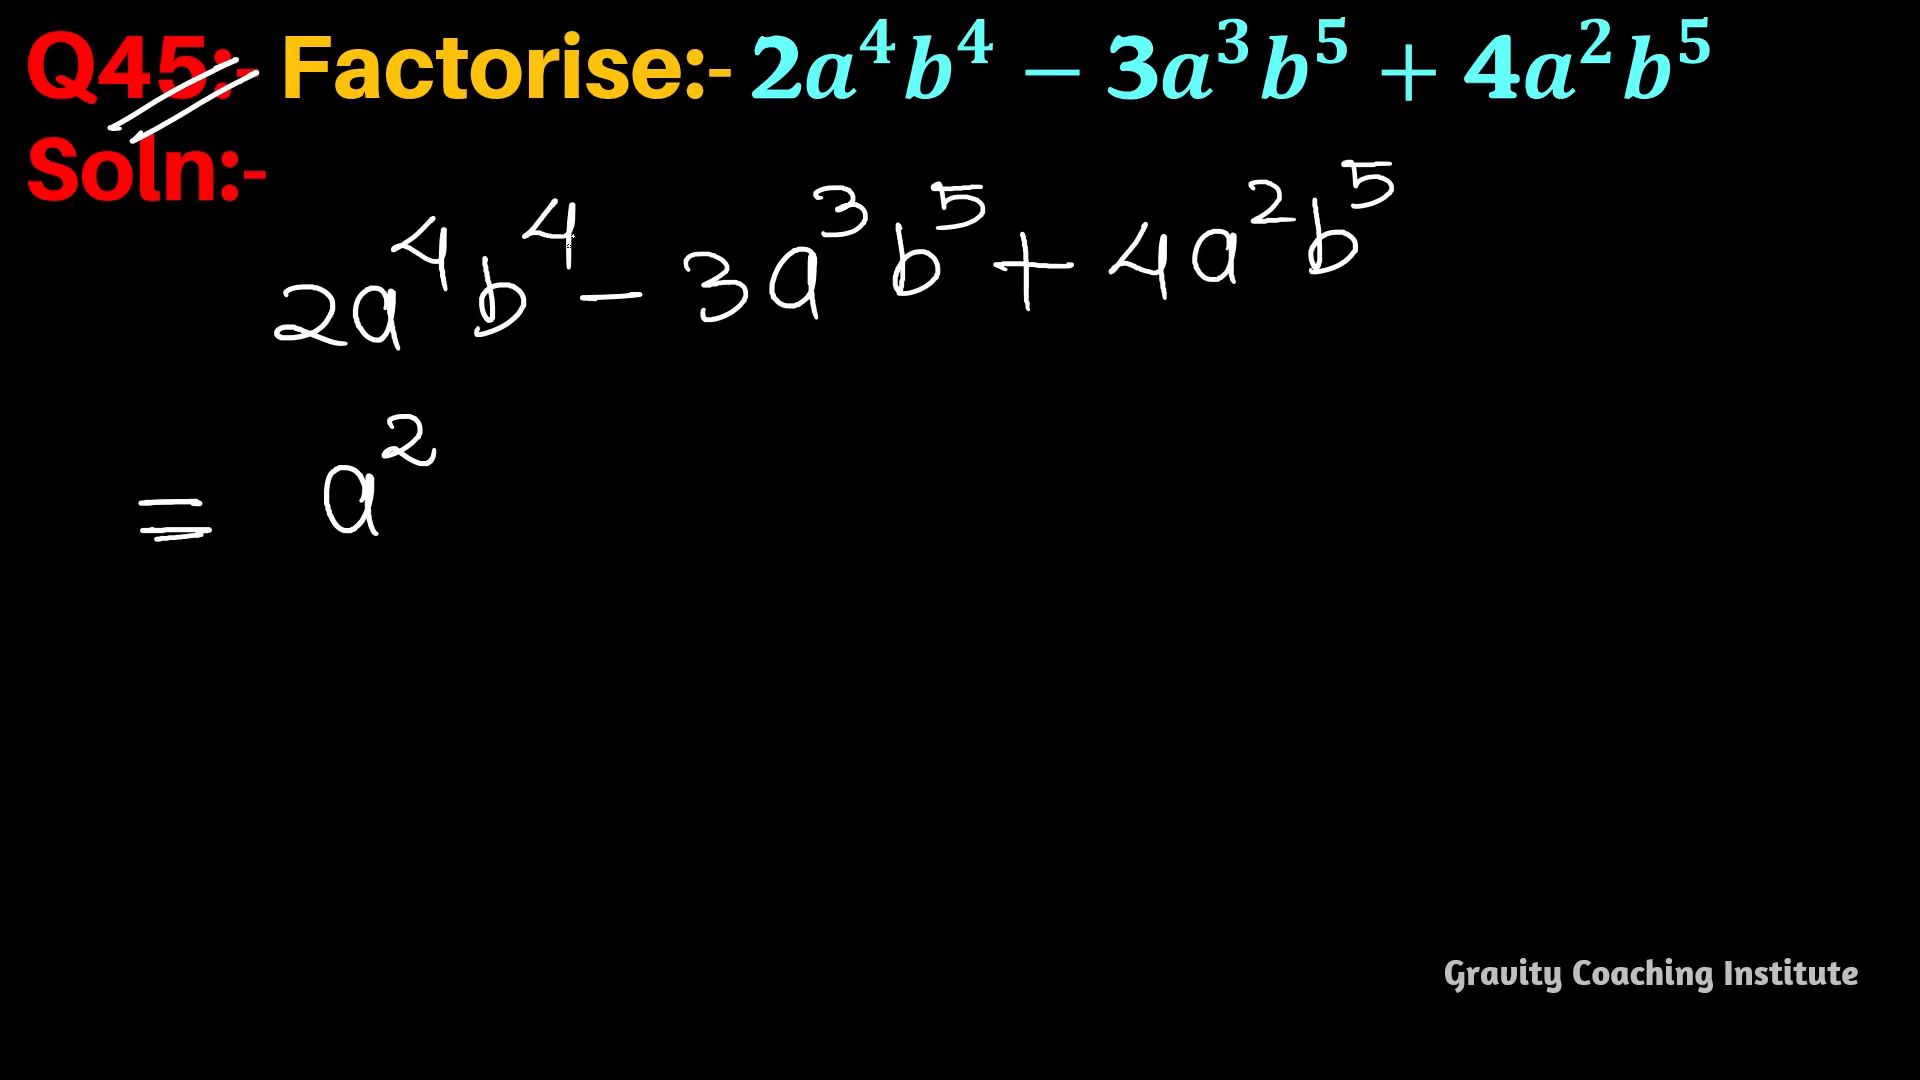 Q45:- Factorise:- 2a⁴b⁴ − 3a³b⁵ + 4a²b⁵
Soln:-
2a⁴b⁴ − 3a³b⁵ + 4a²b⁵
= a²
Gravity Coaching Institute